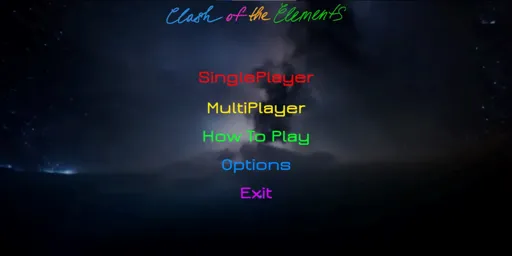 Clash of the Elements
SinglePlayer
MultiPlayer
How To Play
Options
Exit